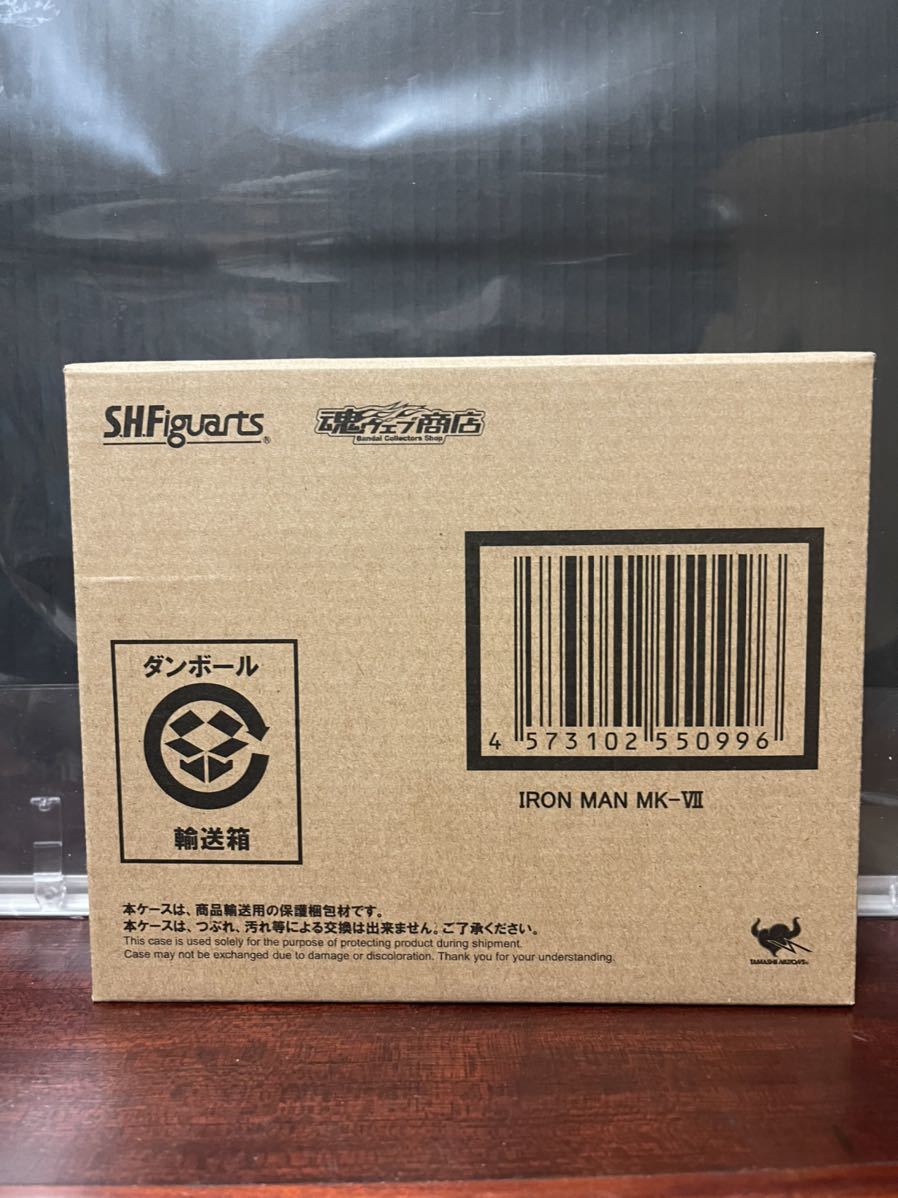 S.H.Figuarts®
魂ウェブ商店
Bandai Collectors Shop
4 573102 550996
IRON MAN MK-Ⅶ
ダンボール
輸送箱
本ケースは、商品輸送用の保護梱包材です。
本ケースは、つぶれ、汚れ等による交換は出来ません。ご了承ください。
This case is used solely for the purpose of protecting product during shipment.
Case may not be exchanged due to damage or discoloration. Thank you for your understanding.
TAMASHII NATIONS